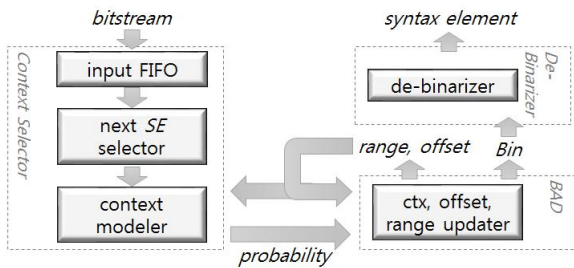 bitstream
Context Selector
input FIFO
next SE
selector
context
modeler
probability
syntax element
De-
Binarizer
de-binarizer
range, offset
Bin
BAD
ctx, offset,
range updater